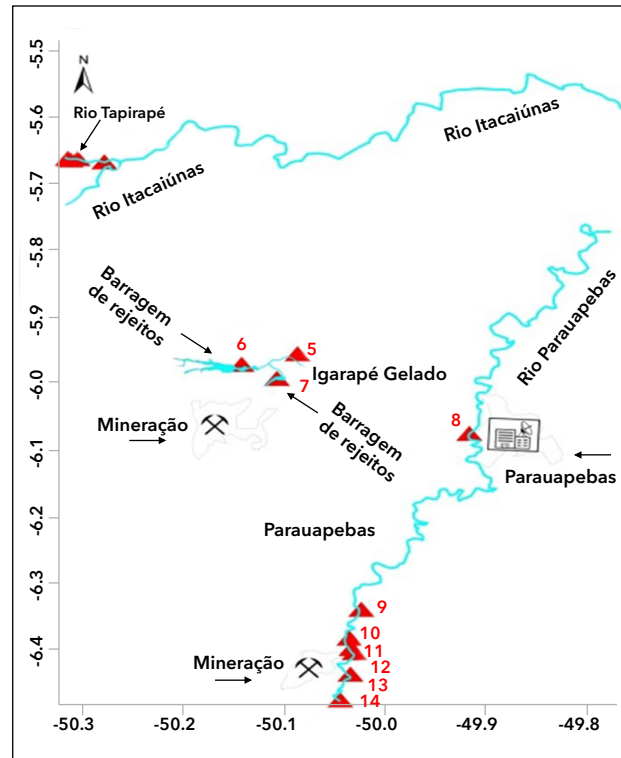 N
Rio Tapirapé
Rio Itacaiúnas
Rio Itacaiúnas
Barragem
de rejeitos
Rio Parauapebas
6
5
Igarapé Gelado
7
Barragem
de rejeitos
Mineração
8
Parauapebas
Parauapebas
9
10
11
Mineração
12
13
14
-5.5
-5.6
-5.7
-5.8
-5.9
-6.0
-6.1
-6.2
-6.3
-6.4
-50.3
-50.2
-50.1
-50.0
-49.9
-49.8